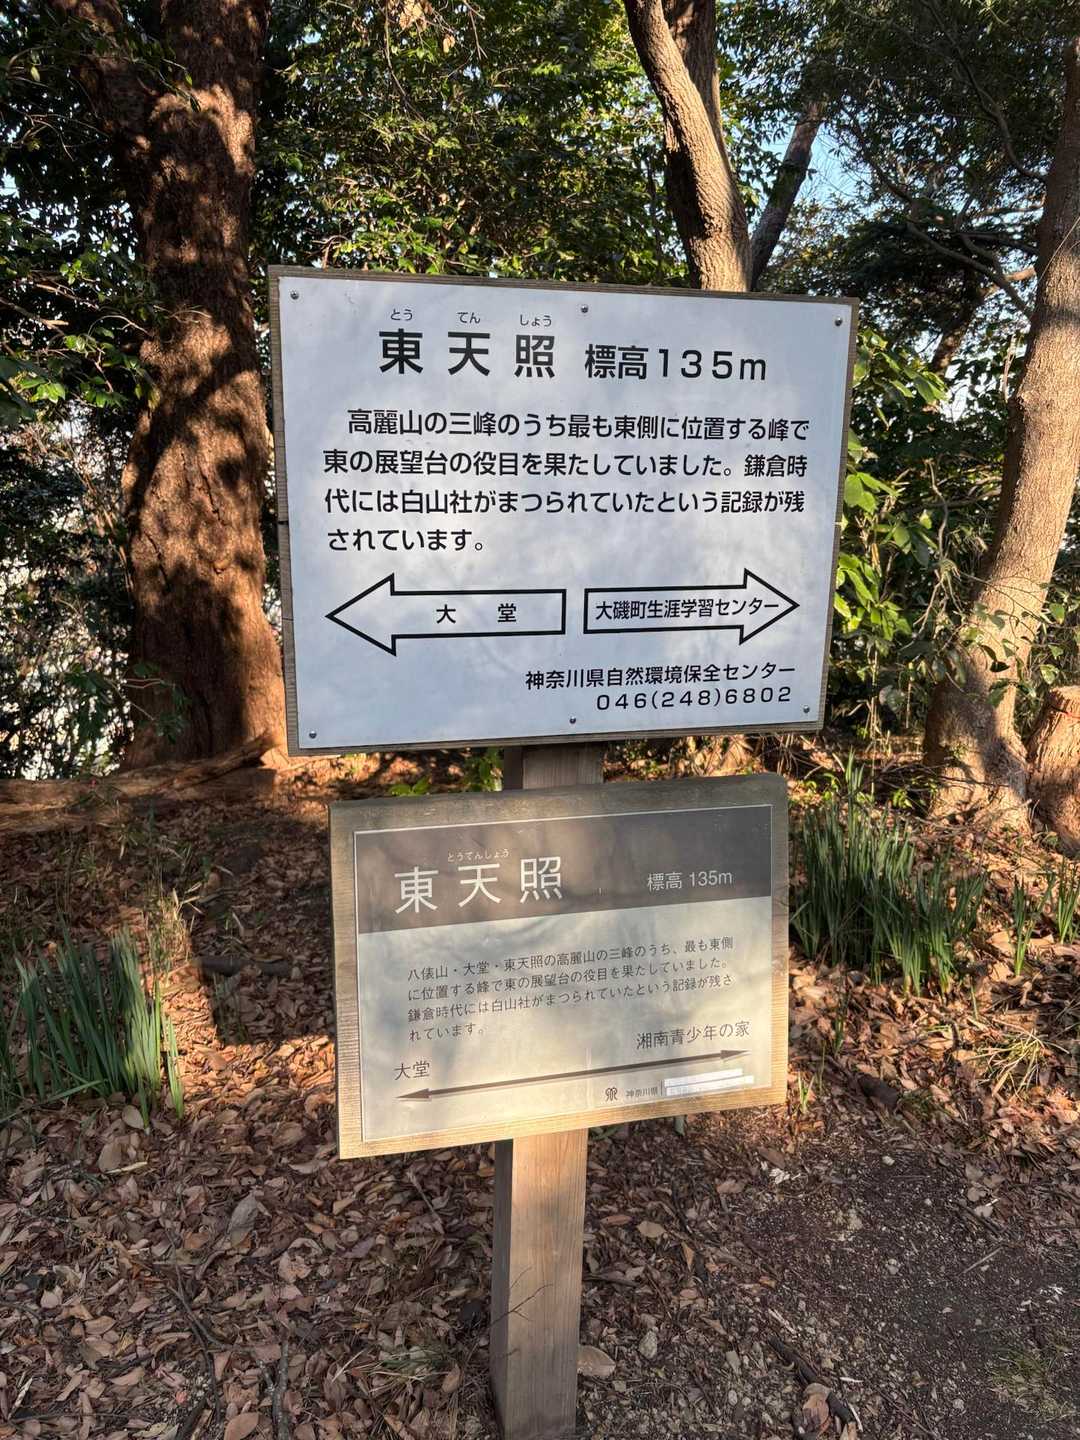 とう てん しょう
東天照 標高135m
高麗山の三峰のうち最も東側に位置する峰で
東の展望台の役目を果たしていました。鎌倉時
代には白山社がまつられていたという記録が残
されています。
大堂 大磯町生涯学習センター
神奈川県自然環境保全センター
046(248)6802
とうてんしょう
東天照 標高 135m
八俵山・大堂・東天照の高麗山の三峰のうち、最も東側
に位置する峰で東の展望台の役目を果たしていました。
鎌倉時代には白山社がまつられていたという記録が残さ
れています。
湘南青少年の家
大堂
神奈川県